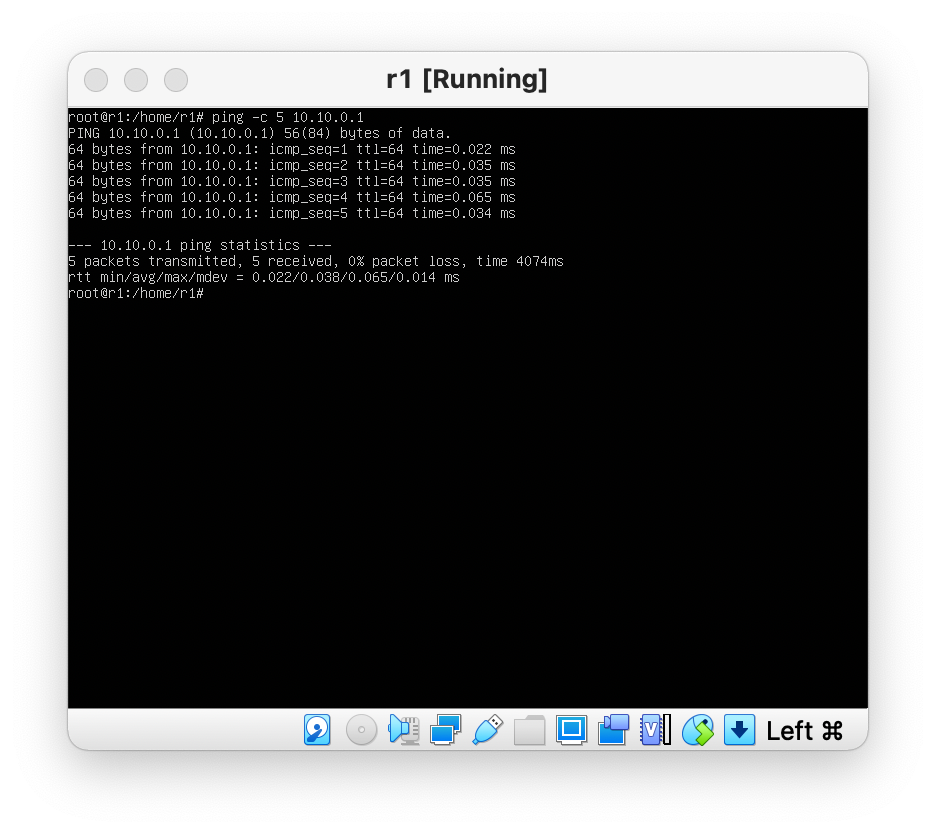 r1 [Running]
root@r1:/home/r1# ping -c 5 10.10.0.1
PING 10.10.0.1 (10.10.0.1) 56(84) bytes of data.
64 bytes from 10.10.0.1: icmp_seq=1 ttl=64 time=0.022 ms
64 bytes from 10.10.0.1: icmp_seq=2 ttl=64 time=0.035 ms
64 bytes from 10.10.0.1: icmp_seq=3 ttl=64 time=0.035 ms
64 bytes from 10.10.0.1: icmp_seq=4 ttl=64 time=0.065 ms
64 bytes from 10.10.0.1: icmp_seq=5 ttl=64 time=0.034 ms
--- 10.10.0.1 ping statistics ---
5 packets transmitted, 5 received, 0% packet loss, time 4074ms
rtt min/avg/max/mdev = 0.022/0.038/0.065/0.014 ms
root@r1:/home/r1#
V
Left ⌘